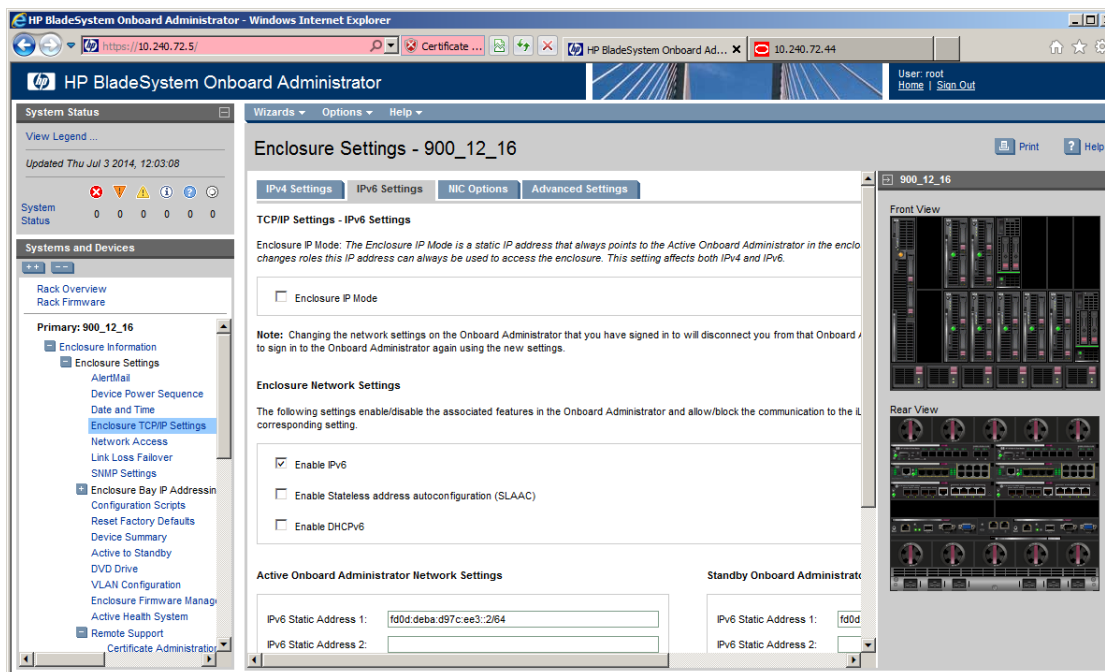 HP BladeSystem Onboard Administrator - Windows Internet Explorer
https://10.240.72.5/
Certificate ...
HP BladeSystem Onboard Ad...
10.240.72.44
HP BladeSystem Onboard Administrator
User: root
Home | Sign Out
System Status
View Legend ...
Updated Thu Jul 3 2014, 12:03:08
System Status 0 0 0 0 0 0
Systems and Devices
Rack Overview
Rack Firmware
Primary: 900_12_16
Enclosure Information
Enclosure Settings
AlertMail
Device Power Sequence
Date and Time
Enclosure TCP/IP Settings
Network Access
Link Loss Failover
SNMP Settings
Enclosure Bay IP Addressin
Configuration Scripts
Reset Factory Defaults
Device Summary
Active to Standby
DVD Drive
VLAN Configuration
Enclosure Firmware Manag
Active Health System
Remote Support
Certificate Administration
Wizards Options Help
Enclosure Settings - 900_12_16
Print Help
IPv4 Settings IPv6 Settings NIC Options Advanced Settings
TCP/IP Settings - IPv6 Settings
Enclosure IP Mode: The Enclosure IP Mode is a static IP address that always points to the Active Onboard Administrator in the enclo
changes roles this IP address can always be used to access the enclosure. This setting affects both IPv4 and IPv6.
Enclosure IP Mode
Note: Changing the network settings on the Onboard Administrator that you have signed in to will disconnect you from that Onboard A
to sign in to the Onboard Administrator again using the new settings.
Enclosure Network Settings
The following settings enable/disable the associated features in the Onboard Administrator and allow/block the communication to the iL
corresponding setting.
Enable IPv6
Enable Stateless address autoconfiguration (SLAAC)
Enable DHCPv6
Active Onboard Administrator Network Settings
IPv6 Static Address 1: fd0d:deba:d97c:ee3::2/64
IPv6 Static Address 2:
Standby Onboard Administrato
IPv6 Static Address 1: fd0d
IPv6 Static Address 2:
900_12_16
Front View
Rear View